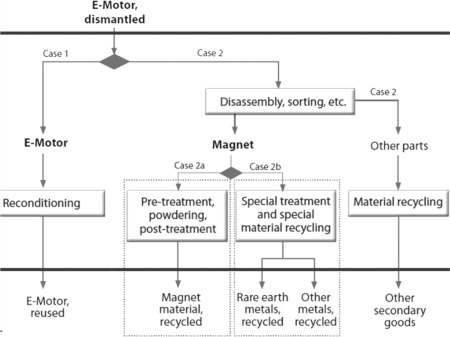 E-Motor,
dismantled
Case 1
Case 2
Disassembly, sorting, etc.
Case 2
E-Motor
Magnet
Other parts
Case 2a
Case 2b
Reconditioning
Pre-treatment,
powdering,
post-treatment
Special treatment
and special
material recycling
Material recycling
E-Motor,
reused
Magnet
material,
recycled
Rare earth
metals,
recycled
Other
metals,
recycled
Other
secondary
goods